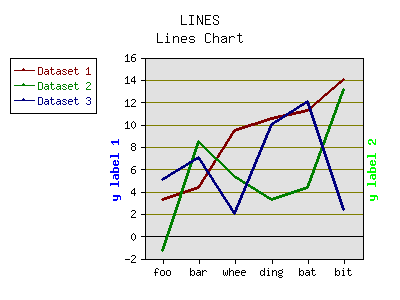 LINES
Lines Chart
Dataset 1
Dataset 2
Dataset 3
y label 1
16
14
12
10
8
6
4
2
0
-2
foo bar whee ding bat bit
y label 2